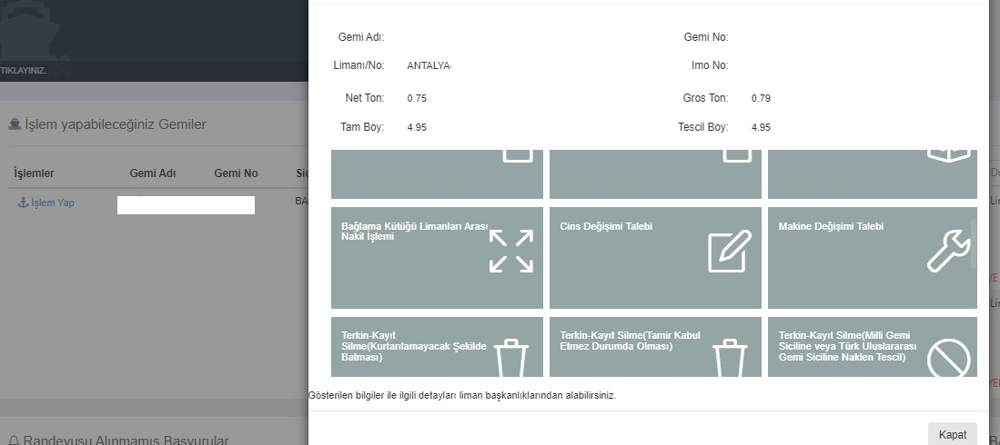 TIKLAYINIZ.
İşlem yapabileceğiniz Gemiler
İşlemler Gemi Adı Gemi No
İşlem Yap BA
Randevusu Alınmamış Başvurular
Gemi Adı: Gemi No:
Limanı/No: ANTALYA- Imo No:
Net Ton: 0.75 Gros Ton: 0.79
Tam Boy: 4.95 Tescil Boy: 4.95
Bağlama Kütüğü Limanları Arası
Nakil İşlemi
Cins Değişimi Talebi
Makine Değişimi Talebi
Terkin-Kayıt
Silme(Kurtarılamayacak Şekilde
Batması)
Terkin-Kayıt Silme(Tamir Kabul
Etmez Durumda Olması)
Terkin-Kayıt Silme(Milli Gemi
Siciline veya Türk Uluslararası
Gemi Siciline Naklen Tescil)
Gösterilen bilgiler ile ilgili detayları liman başkanlıklarından alabilirsiniz.
Kapat